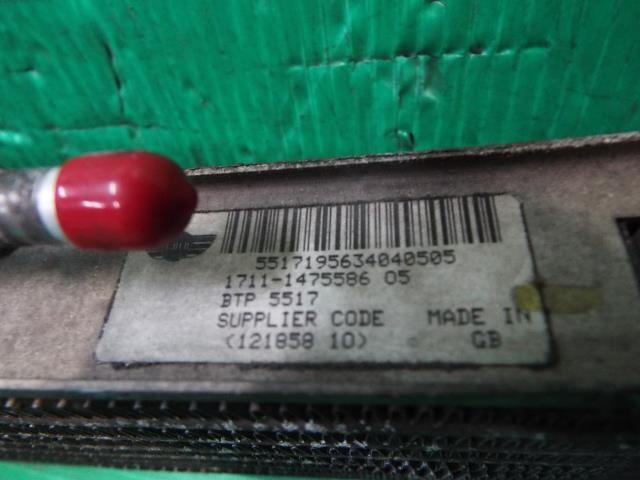 5517195634040505
1711-1475586 05
BTP 5517
SUPPLIER CODE MADE IN
(121858 10) GB